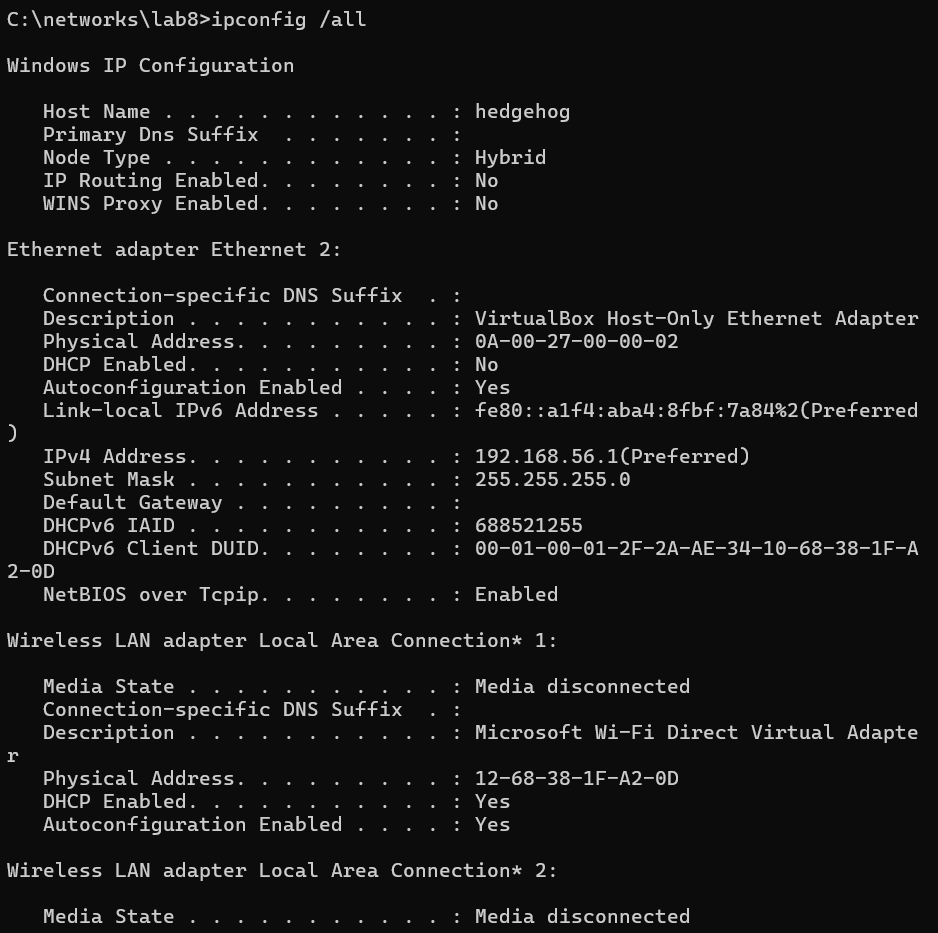 C:\networks\lab8>ipconfig /all
Windows IP Configuration
Host Name . . . . . . . . . . . . : hedgehog
Primary Dns Suffix  . . . . . . . :
Node Type . . . . . . . . . . . . : Hybrid
IP Routing Enabled. . . . . . . . : No
WINS Proxy Enabled. . . . . . . . : No
Ethernet adapter Ethernet 2:
Connection-specific DNS Suffix  . :
Description . . . . . . . . . . . : VirtualBox Host-Only Ethernet Adapter
Physical Address. . . . . . . . . : 0A-00-27-00-00-02
DHCP Enabled. . . . . . . . . . . : No
Autoconfiguration Enabled . . . . : Yes
Link-local IPv6 Address . . . . . : fe80::a1f4:aba4:8fbf:7a84%2(Preferred
)
IPv4 Address. . . . . . . . . . . : 192.168.56.1(Preferred)
Subnet Mask . . . . . . . . . . . : 255.255.255.0
Default Gateway . . . . . . . . . :
DHCPv6 IAID . . . . . . . . . . . : 688521255
DHCPv6 Client DUID. . . . . . . . : 00-01-00-01-2F-2A-AE-34-10-68-38-1F-A
2-0D
NetBIOS over Tcpip. . . . . . . . : Enabled
Wireless LAN adapter Local Area Connection* 1:
Media State . . . . . . . . . . . : Media disconnected
Connection-specific DNS Suffix  . :
Description . . . . . . . . . . . : Microsoft Wi-Fi Direct Virtual Adapte
r
Physical Address. . . . . . . . . : 12-68-38-1F-A2-0D
DHCP Enabled. . . . . . . . . . . : Yes
Autoconfiguration Enabled . . . . : Yes
Wireless LAN adapter Local Area Connection* 2:
Media State . . . . . . . . . . . : Media disconnected